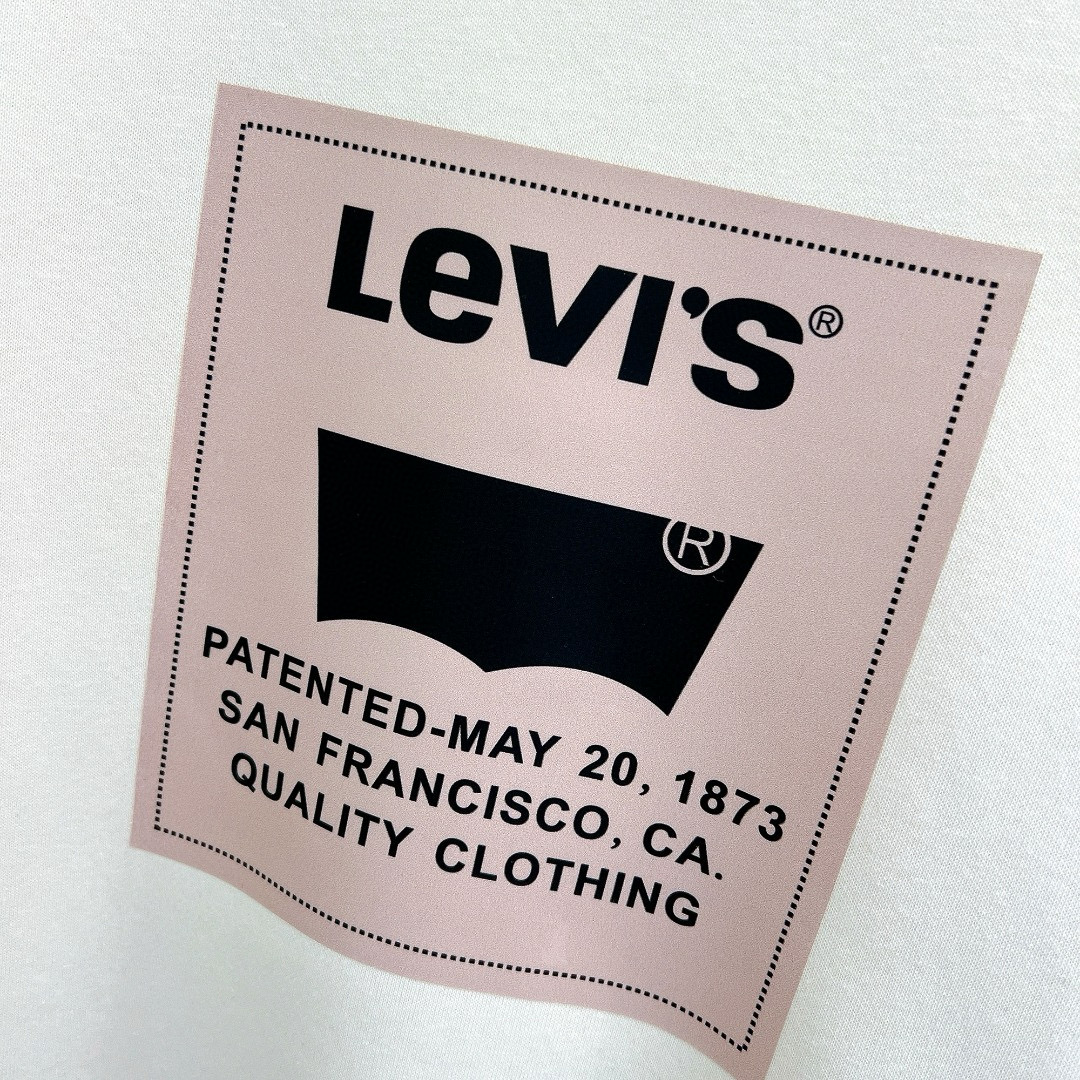 Levi's®
®
PATENTED-MAY 20, 1873
SAN FRANCISCO, CA.
QUALITY CLOTHING